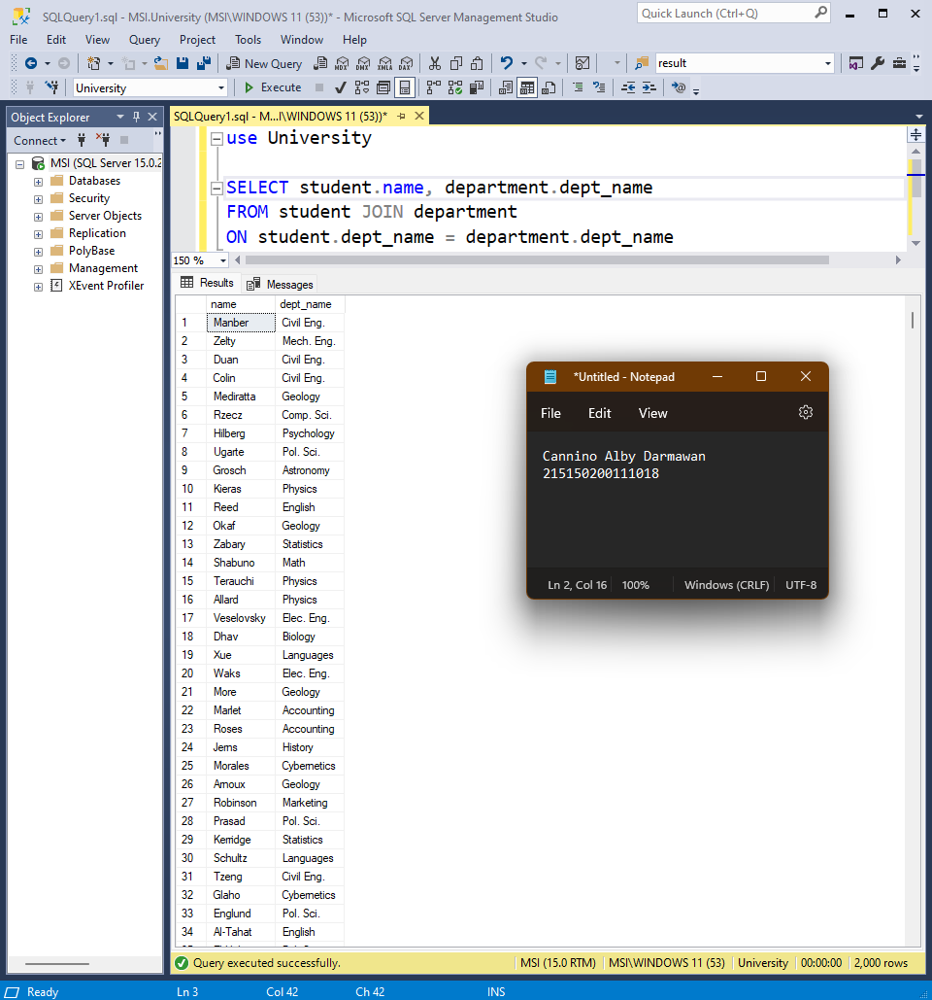 SQLQuery1.sql - MSI.University (MSI\WINDOWS 11 (53))* - Microsoft SQL Server Management Studio
Quick Launch (Ctrl+Q)
File Edit View Query Project Tools Window Help
New Query MDX DMX XMLA DAX result
University Execute
Object Explorer
SQLQuery1.sql - M...I\WINDOWS 11 (53))*
Connect
MSI (SQL Server 15.0.2
Databases
Security
Server Objects
Replication
PolyBase
Management
XEvent Profiler
use University
SELECT student.name, department.dept_name
FROM student JOIN department
ON student.dept_name = department.dept_name
150 %
Results Messages
name dept_name
1 Manber Civil Eng.
2 Zelty Mech. Eng.
3 Duan Civil Eng.
4 Colin Civil Eng.
5 Mediratta Geology
6 Rzecz Comp. Sci.
7 Hilberg Psychology
8 Ugarte Pol. Sci.
9 Grosch Astronomy
10 Kieras Physics
11 Reed English
12 Okaf Geology
13 Zabary Statistics
14 Shabuno Math
15 Terauchi Physics
16 Allard Physics
17 Veselovsky Elec. Eng.
18 Dhav Biology
19 Xue Languages
20 Waks Elec. Eng.
21 More Geology
22 Marlet Accounting
23 Roses Accounting
24 Jerns History
25 Morales Cybernetics
26 Arnoux Geology
27 Robinson Marketing
28 Prasad Pol. Sci.
29 Kerridge Statistics
30 Schultz Languages
31 Tzeng Civil Eng.
32 Glaho Cybernetics
33 Englund Pol. Sci.
34 Al-Tahat English
*Untitled - Notepad
File Edit View
Cannino Alby Darmawan
215150200111018
Ln 2, Col 16 100% Windows (CRLF) UTF-8
Query executed successfully. MSI (15.0 RTM) MSI\WINDOWS 11 (53) University 00:00:00 2,000 rows
Ready Ln 3 Col 42 Ch 42 INS